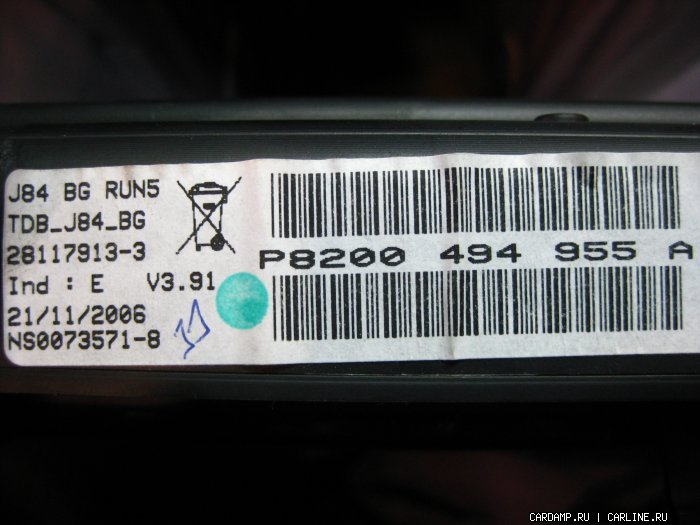 J84 BG RUN5
TDB_J84_BG
28117913-3
Ind : E V3.91
21/11/2006
NS0073571-8
P8200 494 955 A
CARDAMP.RU | CARLINE.RU